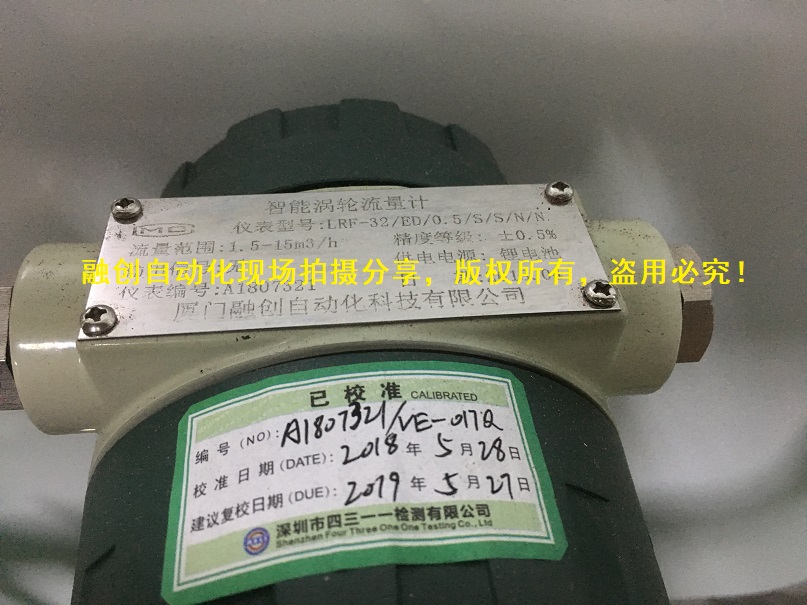 智能涡轮流量计
MC 仪表型号:LRF-32/ED/0.5/S/S/N/N
流量范围:1.5-15m3/h 精度等级:±0.5%
供电电源:锂电池
融创自动化现场拍摄分享，版权所有，盗用必究！
仪表编号:A1807321
厦门融创自动化科技有限公司
已校准 CALIBRATED
编号(NO):A1807321/VE-017Q
校准日期(DATE):2018年5月28日
建议复校日期(DUE):2019年5月27日
深圳市四三一一检测有限公司
Shenzhen Four Three One One Testing Co.,Ltd